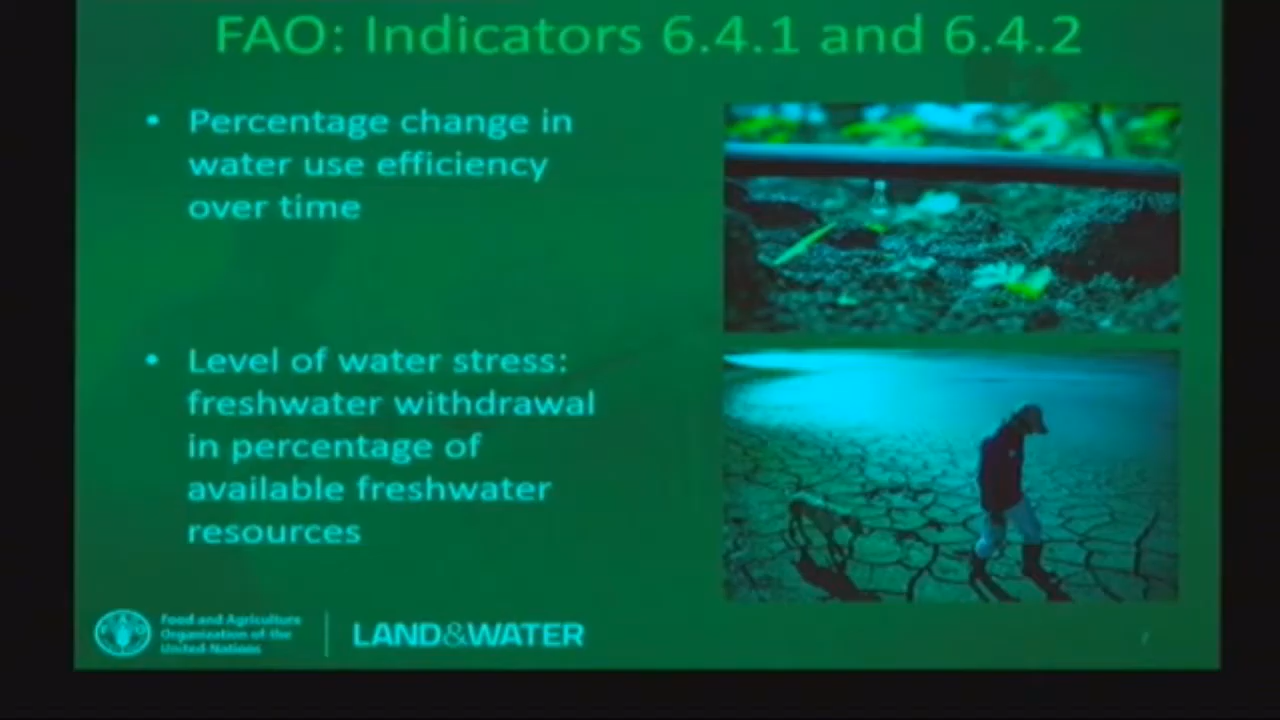 FAO: Indicators 6.4.1 and 6.4.2
• Percentage change in
water use efficiency
over time
• Level of water stress:
freshwater withdrawal
in percentage of
available freshwater
resources
Food and Agriculture
Organization of the
United Nations
LAND&WATER